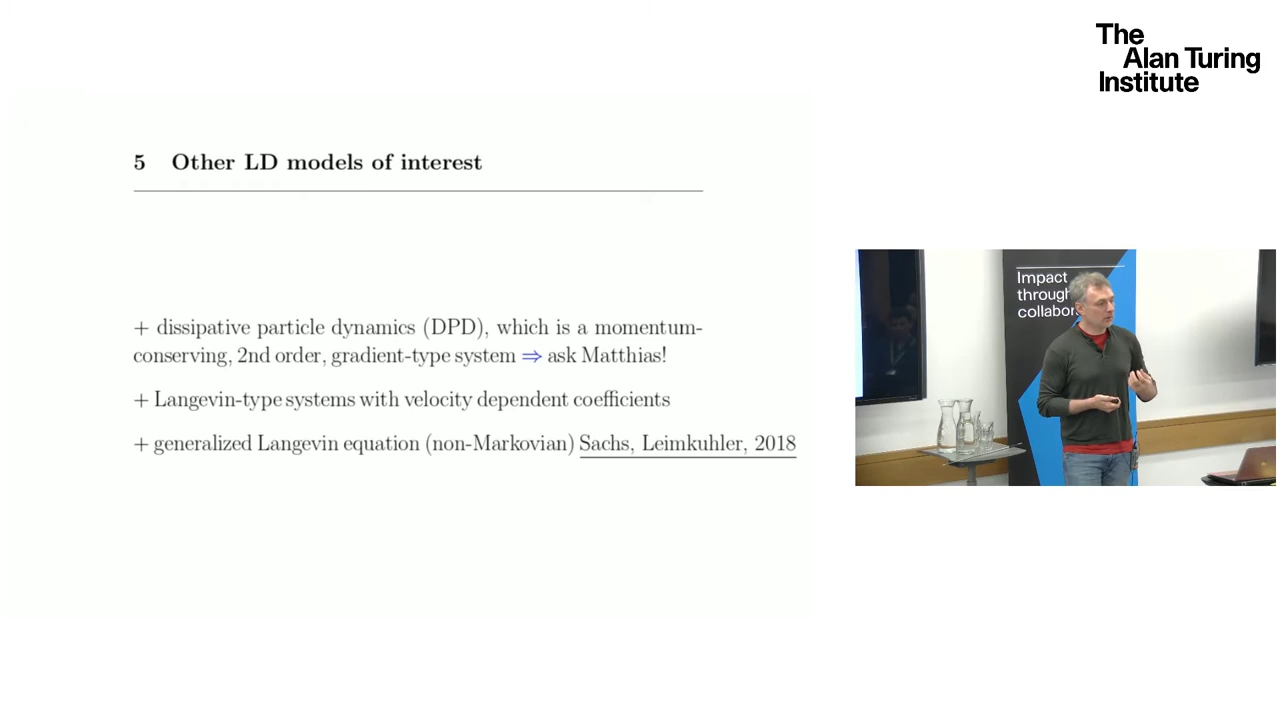 The
Alan Turing
Institute
5 Other LD models of interest
+ dissipative particle dynamics (DPD), which is a momentum-
conserving, 2nd order, gradient-type system ⇒ ask Matthias!
+ Langevin-type systems with velocity dependent coefficients
+ generalized Langevin equation (non-Markovian) Sachs, Leimkuhler, 2018
Impact
through